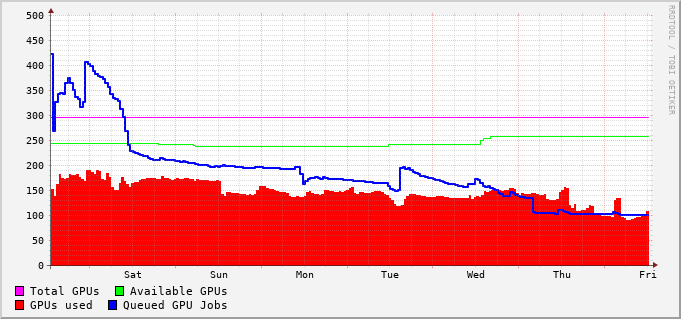 500
450
400
350
300
250
200
150
100
50
0
Sat Sun Mon Tue Wed Thu Fri
Total GPUs Available GPUs
GPUs used Queued GPU Jobs
RRDTOOL / TOBI OETIKER